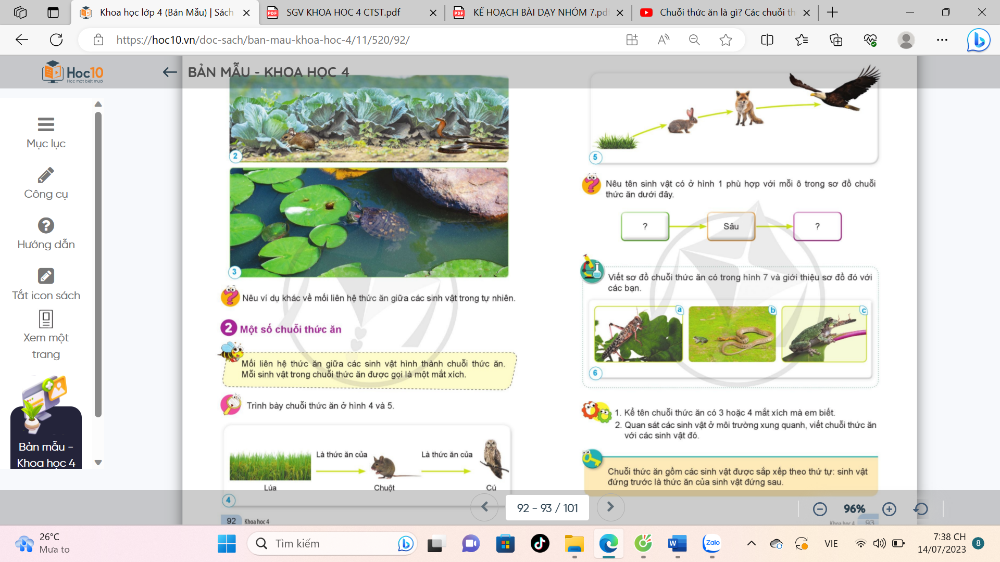 Khoa học lớp 4 (Bản Mẫu) | Sách
SGV KHOA HOC 4 CTST.pdf
KẾ HOẠCH BÀI DẠY NHÓM 7.pdf
Chuỗi thức ăn là gì? Các chuỗi th
https://hoc10.vn/doc-sach/ban-mau-khoa-hoc-4/11/520/92/
Hoc10
Học một biết mười
BẢN MẪU - KHOA HỌC 4
Mục lục
Công cụ
Hướng dẫn
Tắt icon sách
Xem một
trang
Bản mẫu -
Khoa học 4
2
3
Nêu ví dụ khác về mối liên hệ thức ăn giữa các sinh vật trong tự nhiên.
2 Một số chuỗi thức ăn
Mối liên hệ thức ăn giữa các sinh vật hình thành chuỗi thức ăn.
Mỗi sinh vật trong chuỗi thức ăn được gọi là một mắt xích.
Trình bày chuỗi thức ăn ở hình 4 và 5.
Là thức ăn của
Là thức ăn của
Lúa
Chuột
Cú
4
92 Khoa học 4
5
Nêu tên sinh vật có ở hình 1 phù hợp với mỗi ô trong sơ đồ chuỗi
thức ăn dưới đây.
?
Sâu
?
Viết sơ đồ chuỗi thức ăn có trong hình 7 và giới thiệu sơ đồ đó với
các bạn.
a
b
c
6
1. Kể tên chuỗi thức ăn có 3 hoặc 4 mắt xích mà em biết.
2. Quan sát các sinh vật ở môi trường xung quanh, viết chuỗi thức ăn
với các sinh vật đó.
Chuỗi thức ăn gồm các sinh vật được sắp xếp theo thứ tự: sinh vật
đứng trước là thức ăn của sinh vật đứng sau.
Khoa học 4 93
92 - 93 / 101
96%
26°C
Mưa to
Tìm kiếm
Zalo
VIE
7:38 CH
14/07/2023
8